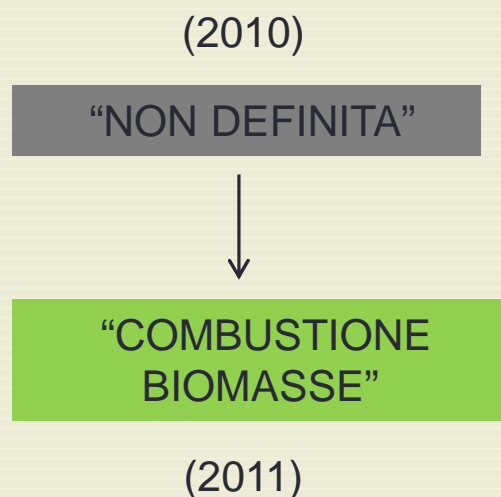 (2010)
“NON DEFINITA”
“COMBUSTIONE
BIOMASSE”
(2011)